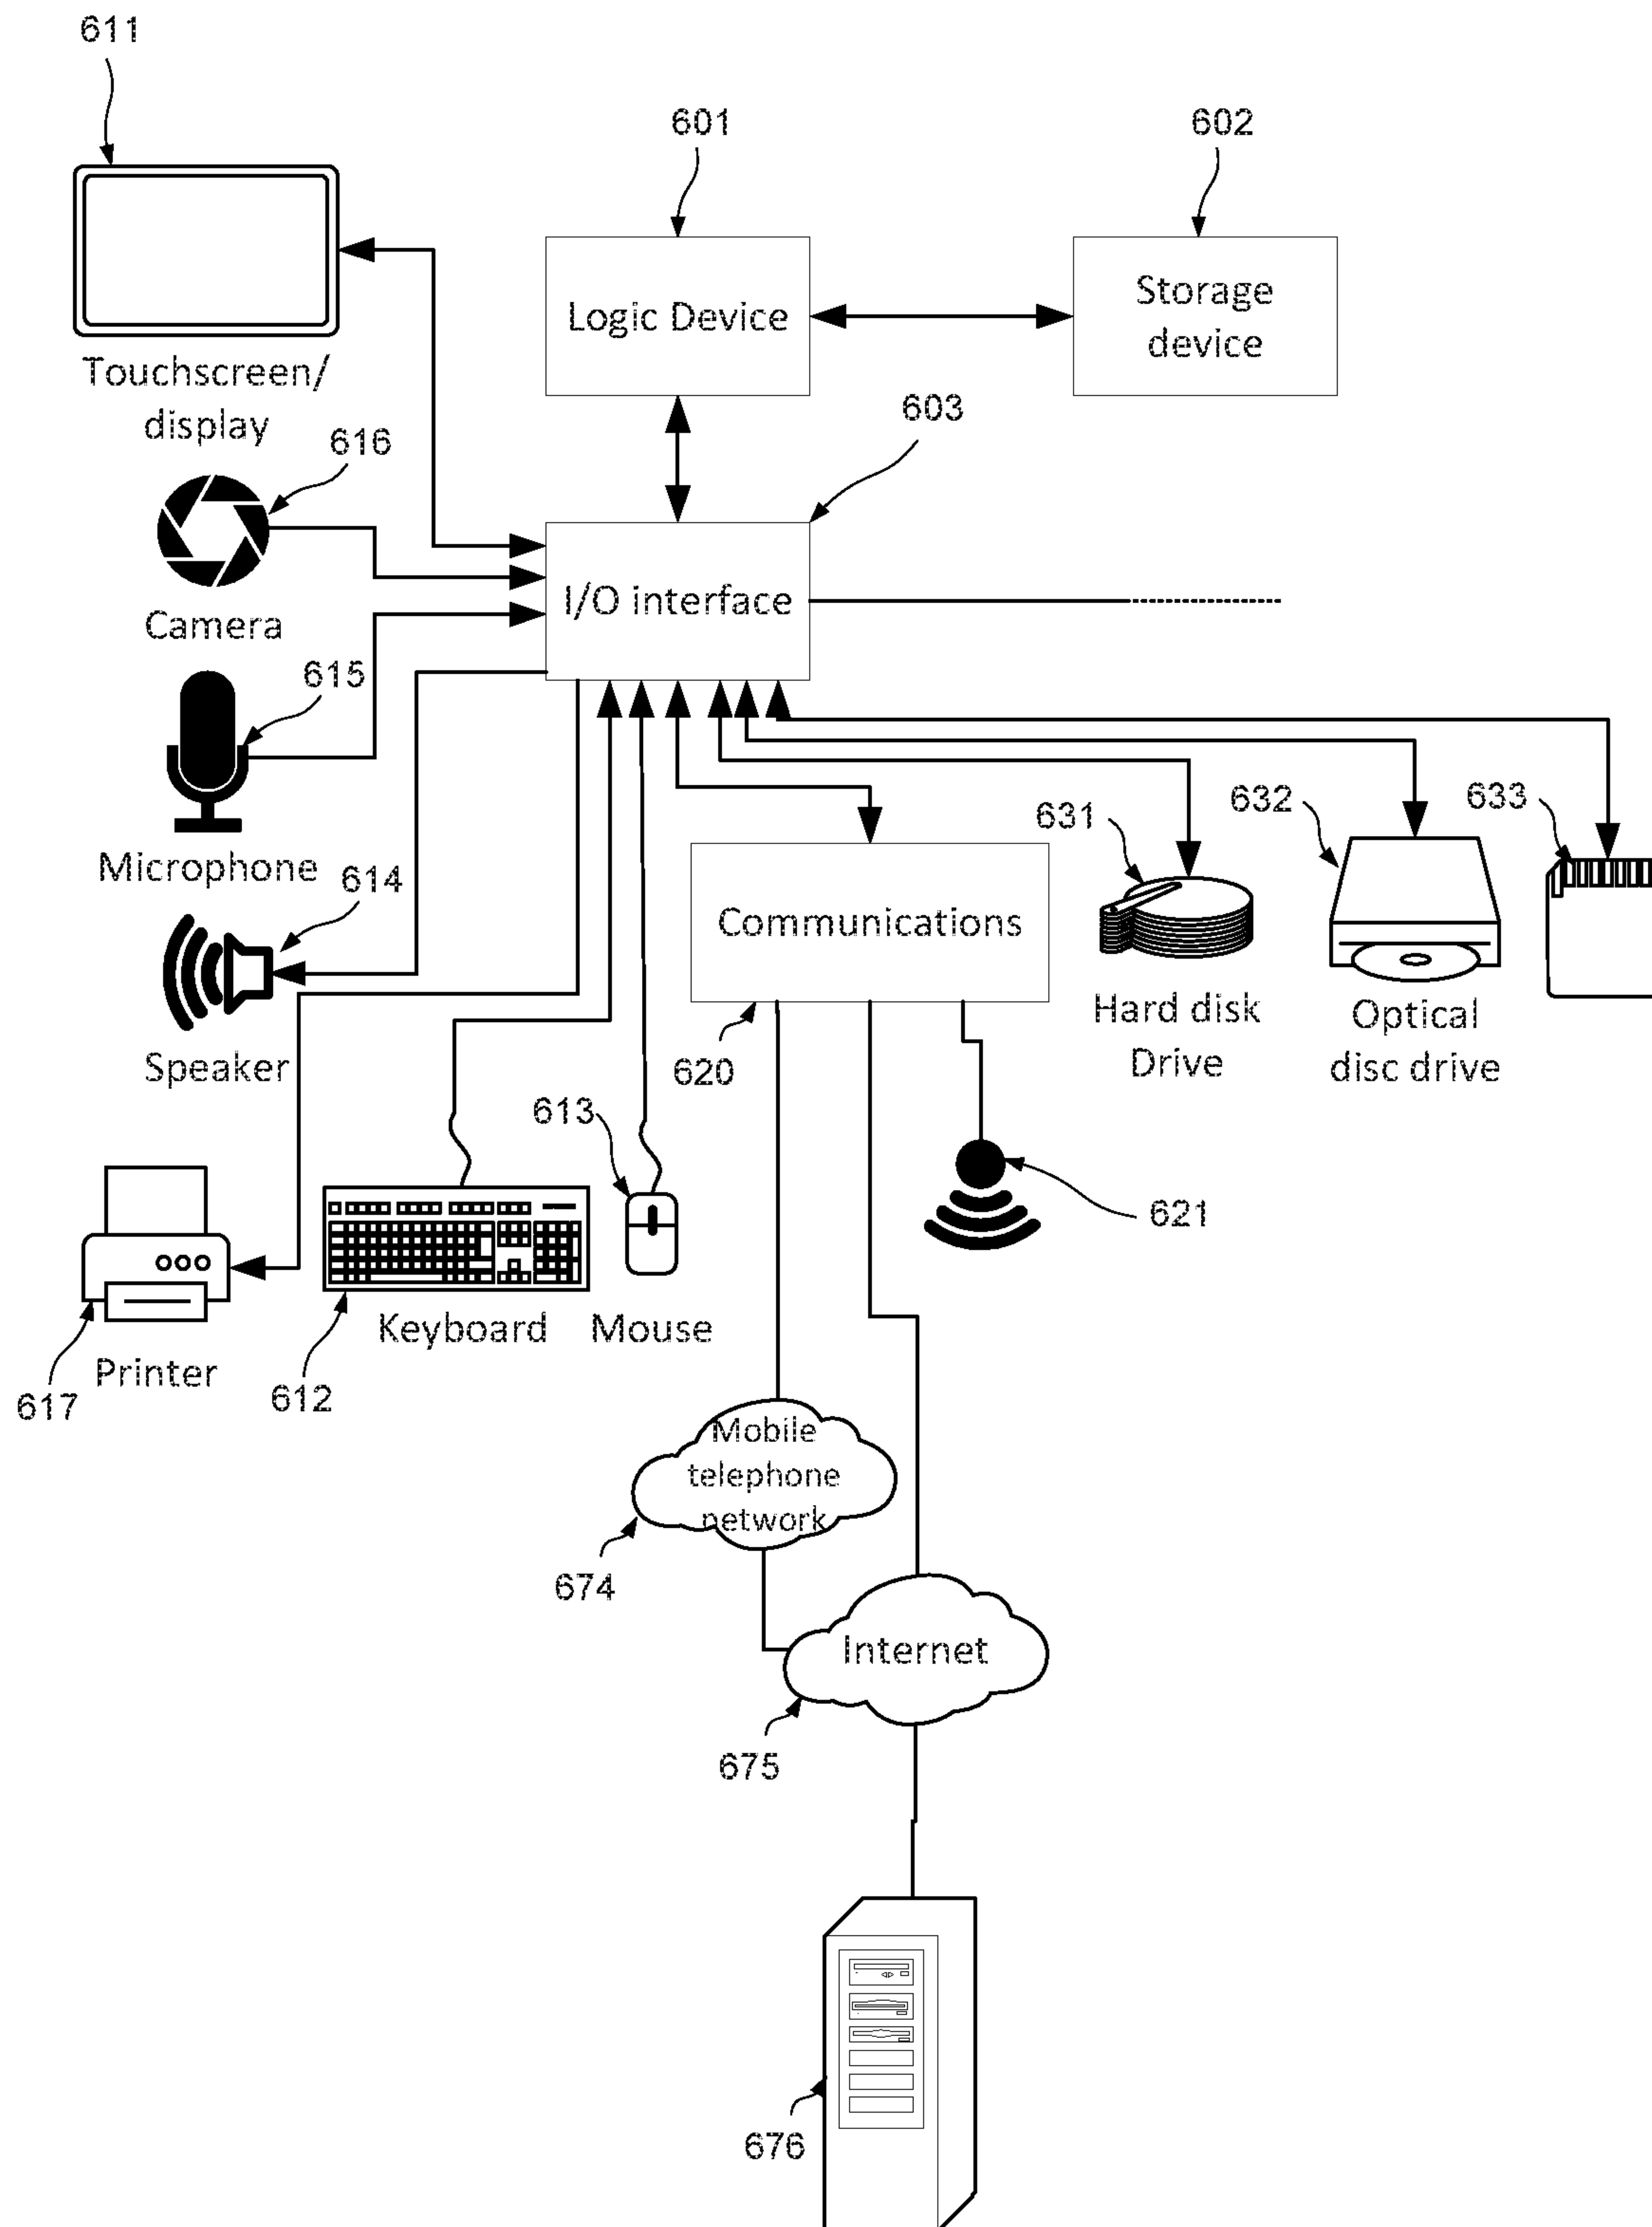 611
601
602
Logic Device
Storage
device
Touchscreen/
display
603
616
I/O interface
Camera
615
Microphone
614
631
632
633
Communications
Hard disk
Drive
Optical
disc drive
Speaker
620
613
621
Keyboard
Mouse
Printer
617
612
Mobile
telephone
network
674
Internet
675
676